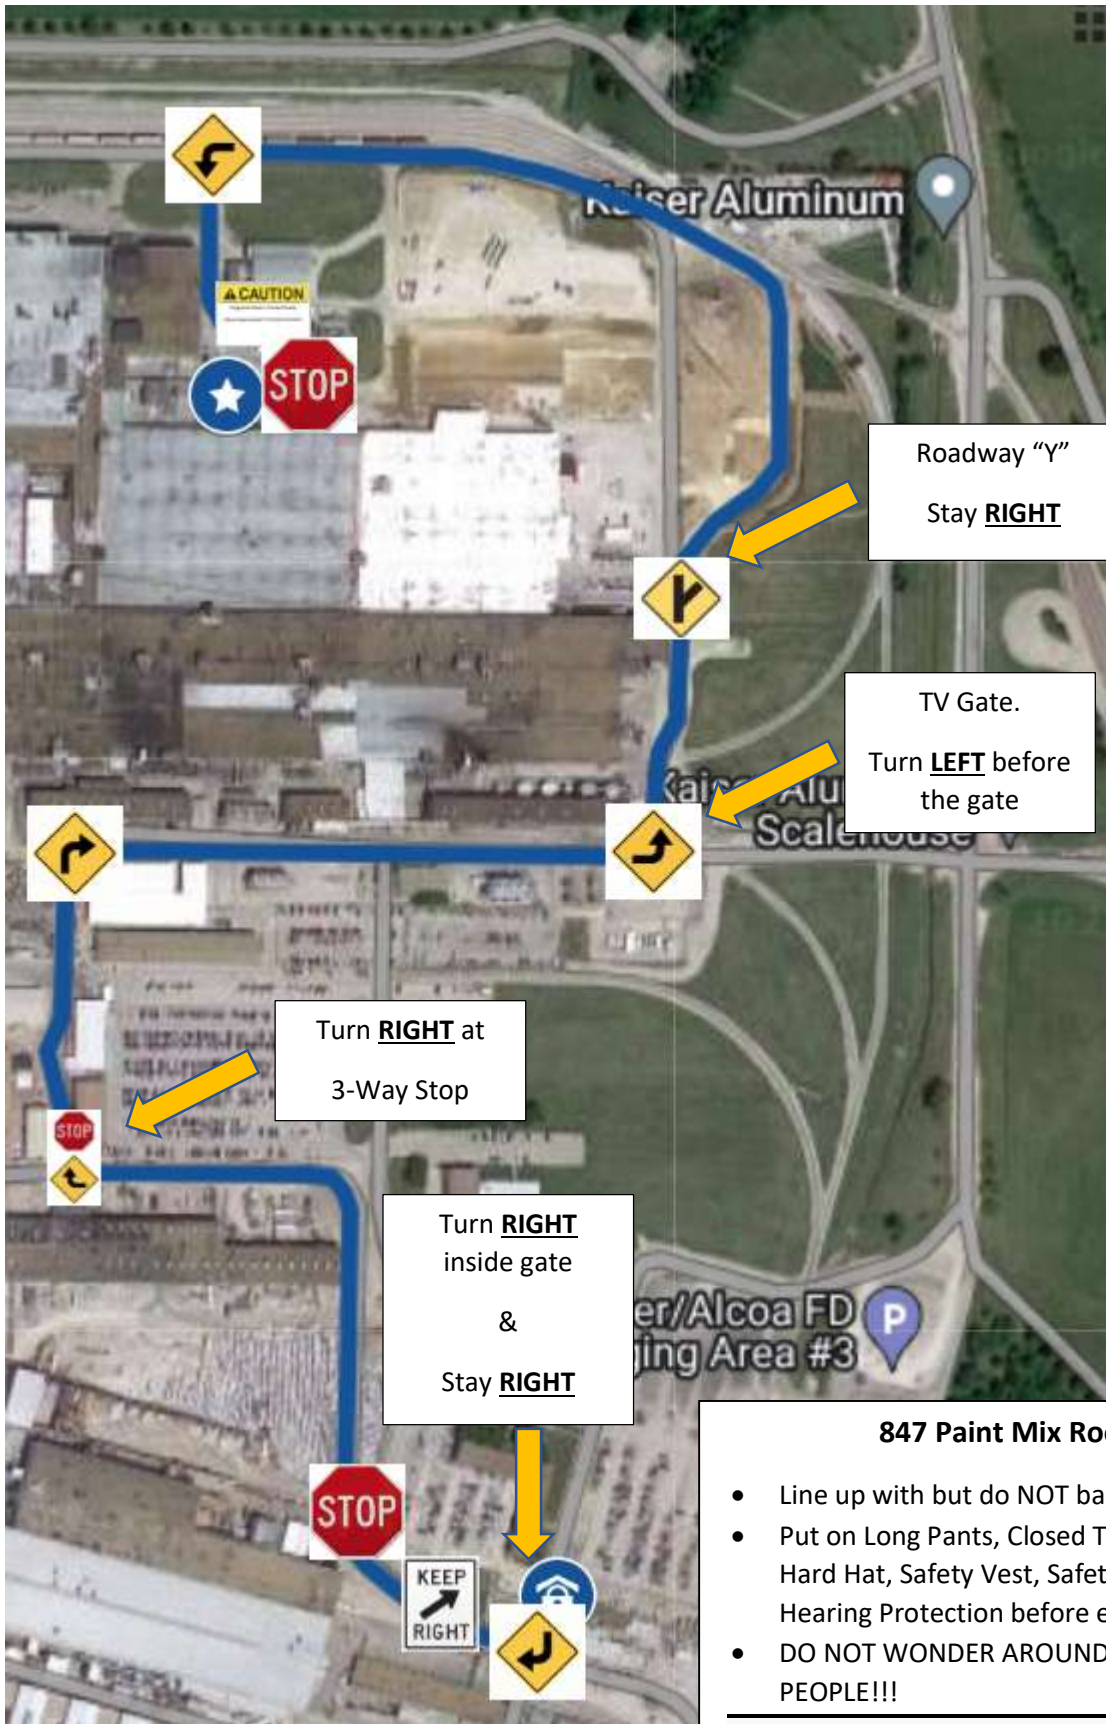 Kaiser Aluminum
CAUTION
STOP
Roadway “Y”
Stay RIGHT
TV Gate.
Turn LEFT before
the gate
Scalehouse
Turn RIGHT at
3-Way Stop
STOP
Turn RIGHT
inside gate
&
Stay RIGHT
er/Alcoa FD
ing Area #3
P
STOP
KEEP
RIGHT
847 Paint Mix Ro
• Line up with but do NOT ba
• Put on Long Pants, Closed T
Hard Hat, Safety Vest, Safet
Hearing Protection before e
• DO NOT WONDER AROUND
PEOPLE!!!